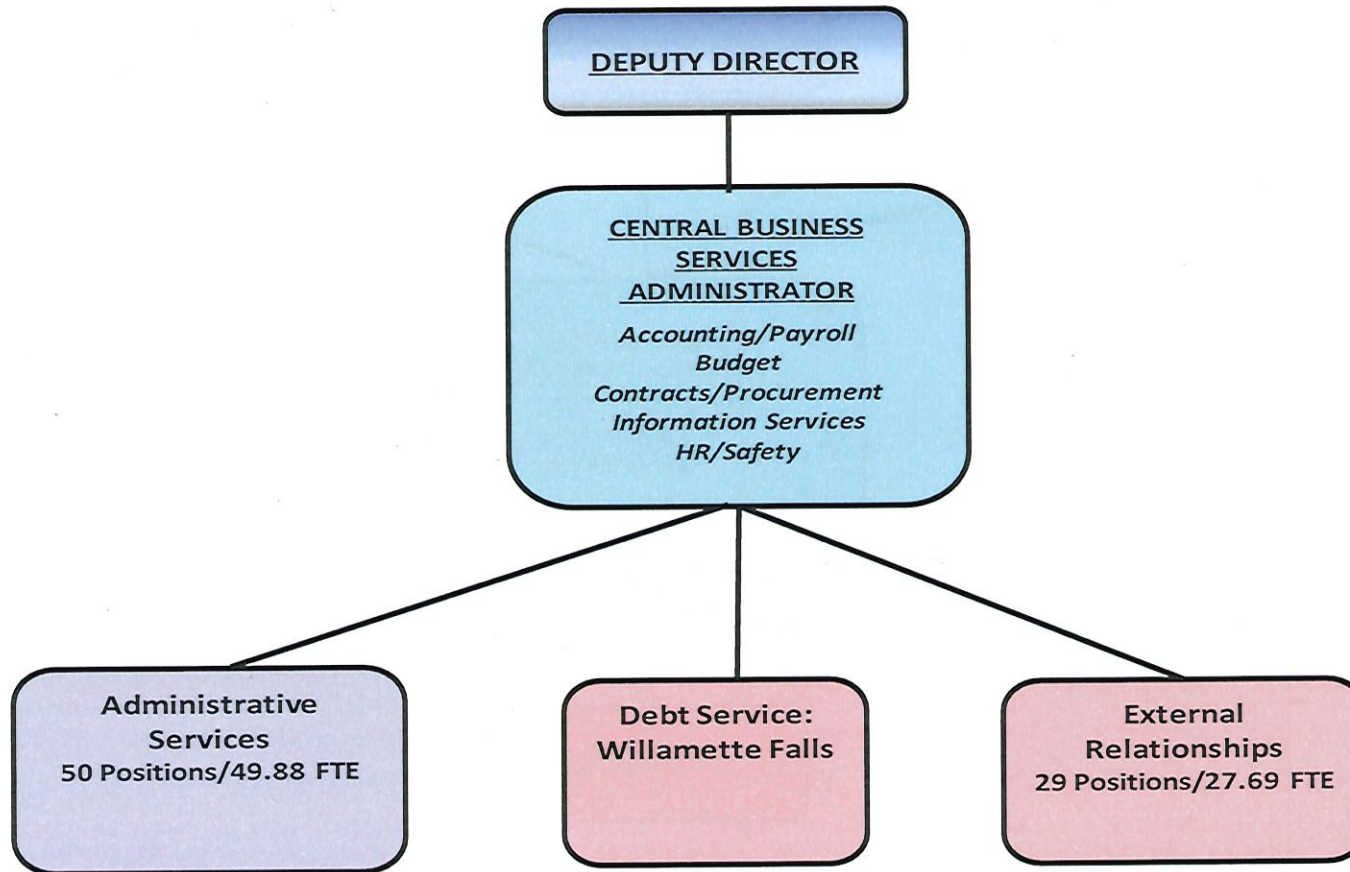 DEPUTY DIRECTOR
CENTRAL BUSINESS
SERVICES
ADMINISTRATOR
Accounting/Payroll
Budget
Contracts/Procurement
Information Services
HR/Safety
Administrative
Services
50 Positions/49.88 FTE
Debt Service:
Willamette Falls
External
Relationships
29 Positions/27.69 FTE